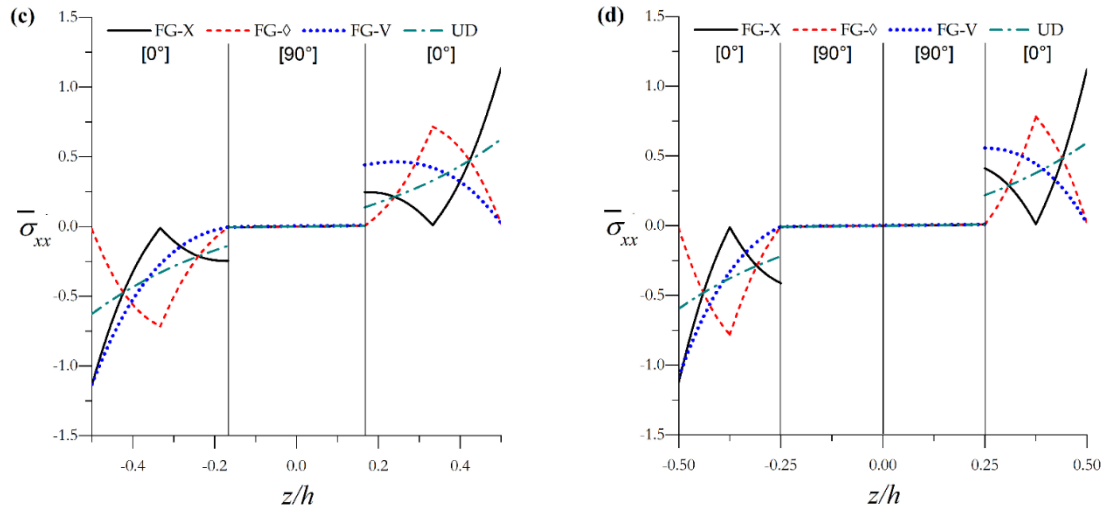 (c)
FG-X FG-◊ FG-V UD
[0°] [90°] [0°]
1.5
1.0
0.5
0.0
-0.5
-1.0
-1.5
σ̅xx
-0.4 -0.2 0.0 0.2 0.4
z/h
(d)
FG-X FG-◊ FG-V UD
[0°] [90°] [90°] [0°]
1.5
1.0
0.5
0.0
-0.5
-1.0
-1.5
σ̅xx
-0.50 -0.25 0.00 0.25 0.50
z/h